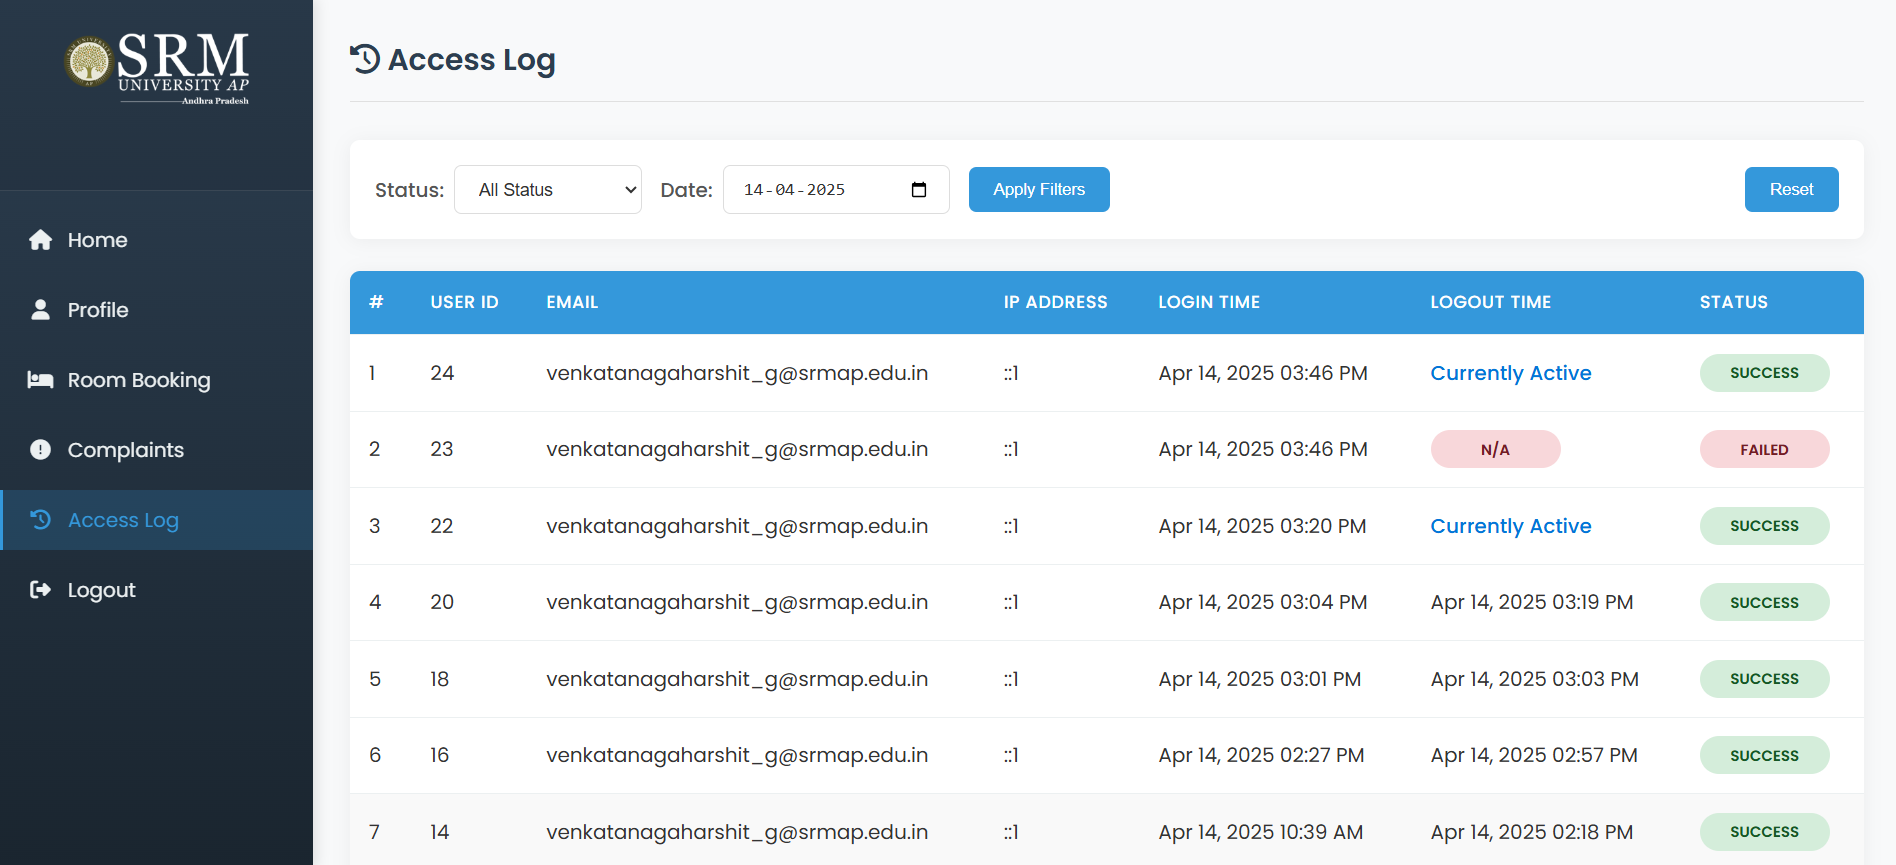 SRM
UNIVERSITY AP
Andhra Pradesh
Home
Profile
Room Booking
Complaints
Access Log
Logout
Access Log
Status: All Status Date: 14-04-2025 Apply Filters Reset
# USER ID EMAIL IP ADDRESS LOGIN TIME LOGOUT TIME STATUS
1 24 venkatanagaharshit_g@srmap.edu.in ::1 Apr 14, 2025 03:46 PM Currently Active SUCCESS
2 23 venkatanagaharshit_g@srmap.edu.in ::1 Apr 14, 2025 03:46 PM N/A FAILED
3 22 venkatanagaharshit_g@srmap.edu.in ::1 Apr 14, 2025 03:20 PM Currently Active SUCCESS
4 20 venkatanagaharshit_g@srmap.edu.in ::1 Apr 14, 2025 03:04 PM Apr 14, 2025 03:19 PM SUCCESS
5 18 venkatanagaharshit_g@srmap.edu.in ::1 Apr 14, 2025 03:01 PM Apr 14, 2025 03:03 PM SUCCESS
6 16 venkatanagaharshit_g@srmap.edu.in ::1 Apr 14, 2025 02:27 PM Apr 14, 2025 02:57 PM SUCCESS
7 14 venkatanagaharshit_g@srmap.edu.in ::1 Apr 14, 2025 10:39 AM Apr 14, 2025 02:18 PM SUCCESS